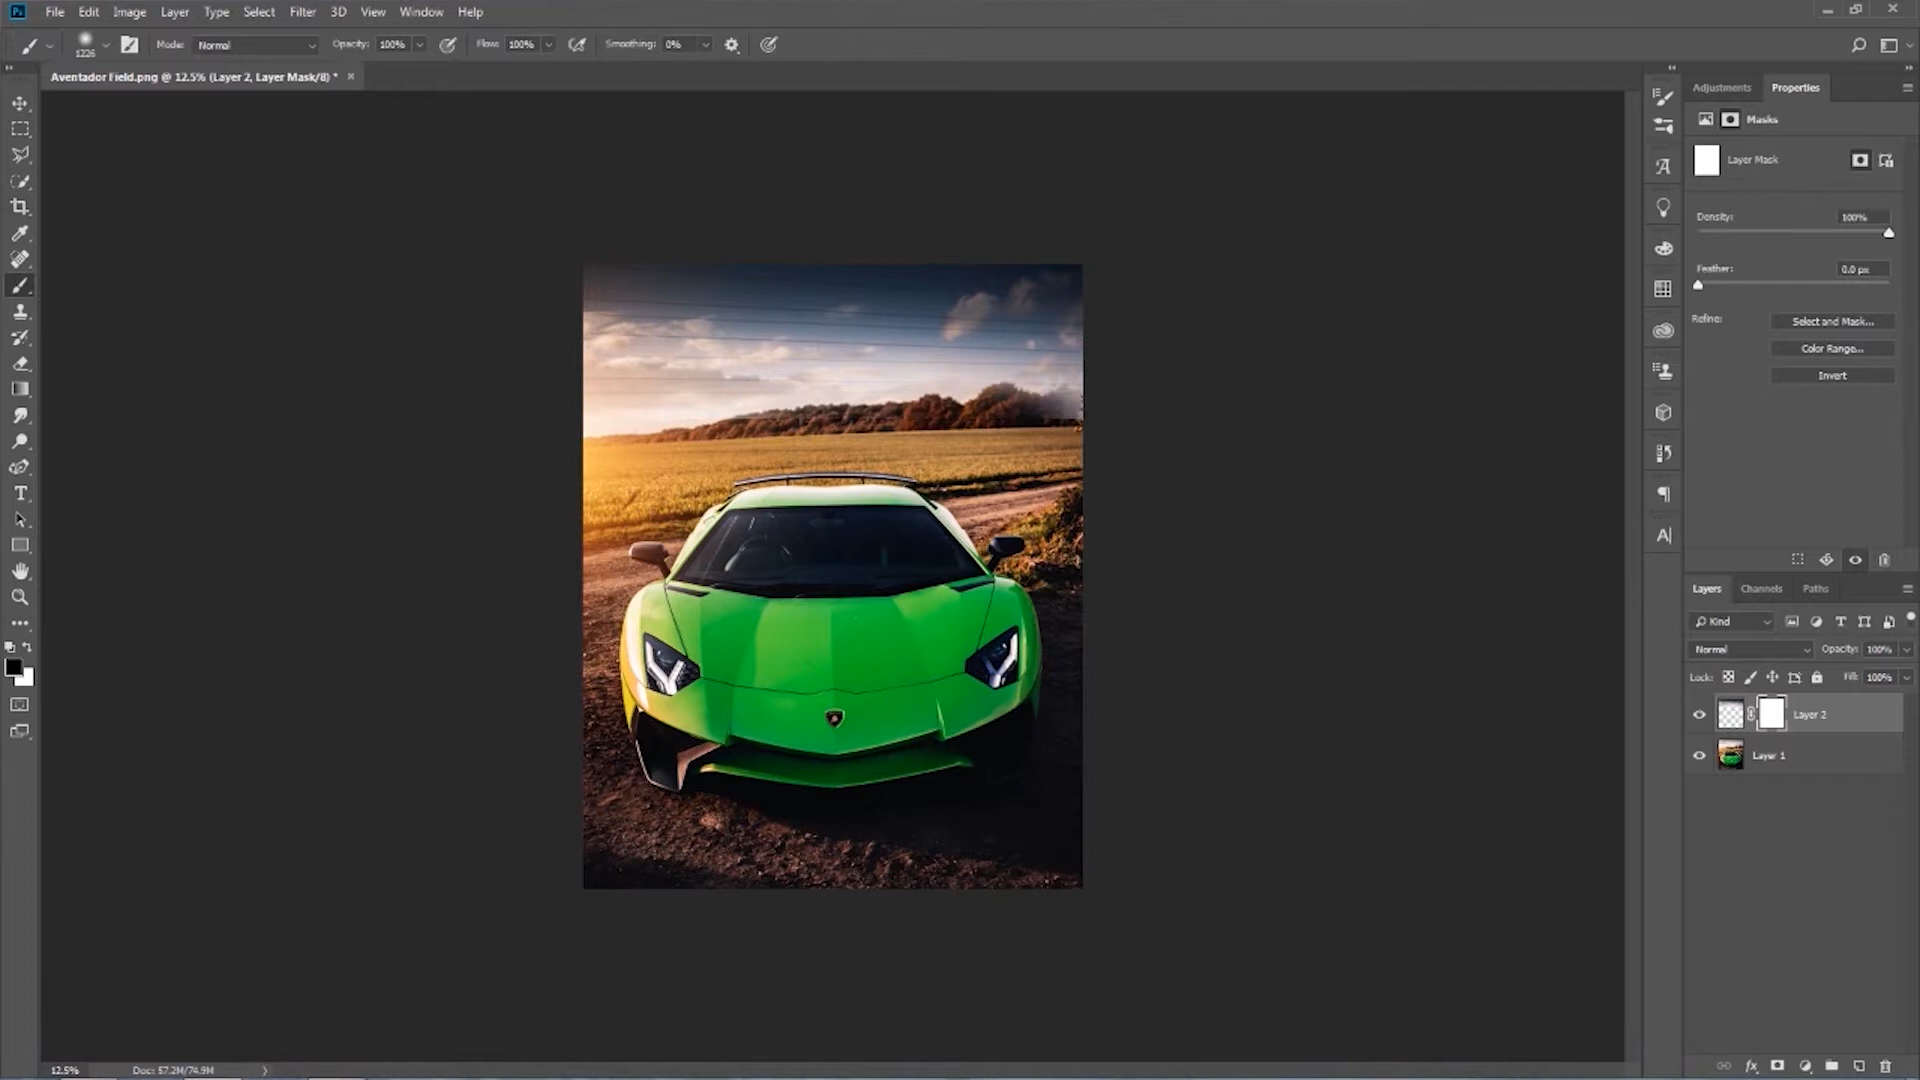 Ps File Edit Image Layer Type Select Filter 3D View Window Help
1226 Mode: Normal Opacity: 100% Flow: 100% Smoothing: 0%
Aventador Field.png @ 12.5% (Layer 2, Layer Mask/8) * ×
Adjustments Properties
Masks
Layer Mask
Density: 100%
Feather: 0.0 px
Refine: Select and Mask...
Color Range...
Invert
Layers Channels Paths
Kind
Normal Opacity: 100%
Lock: Fill: 100%
Layer 2
Layer 1
fx
12.5% Doc: 57.2M/74.9M